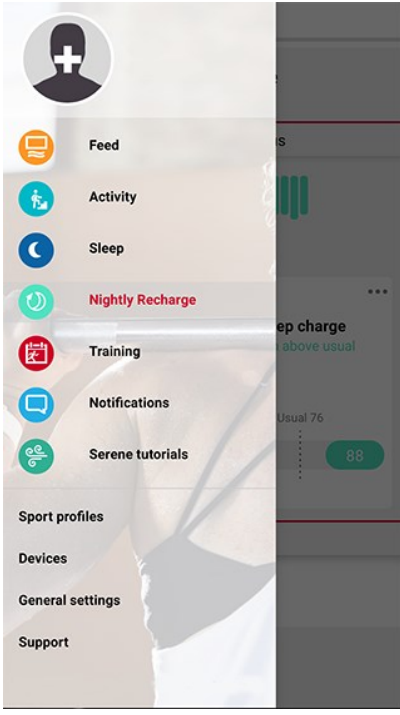 Feed
Activity
Sleep
Nightly Recharge
Training
Notifications
Serene tutorials
Sport profiles
Devices
General settings
Support
ep charge
above usual
Usual 76
88